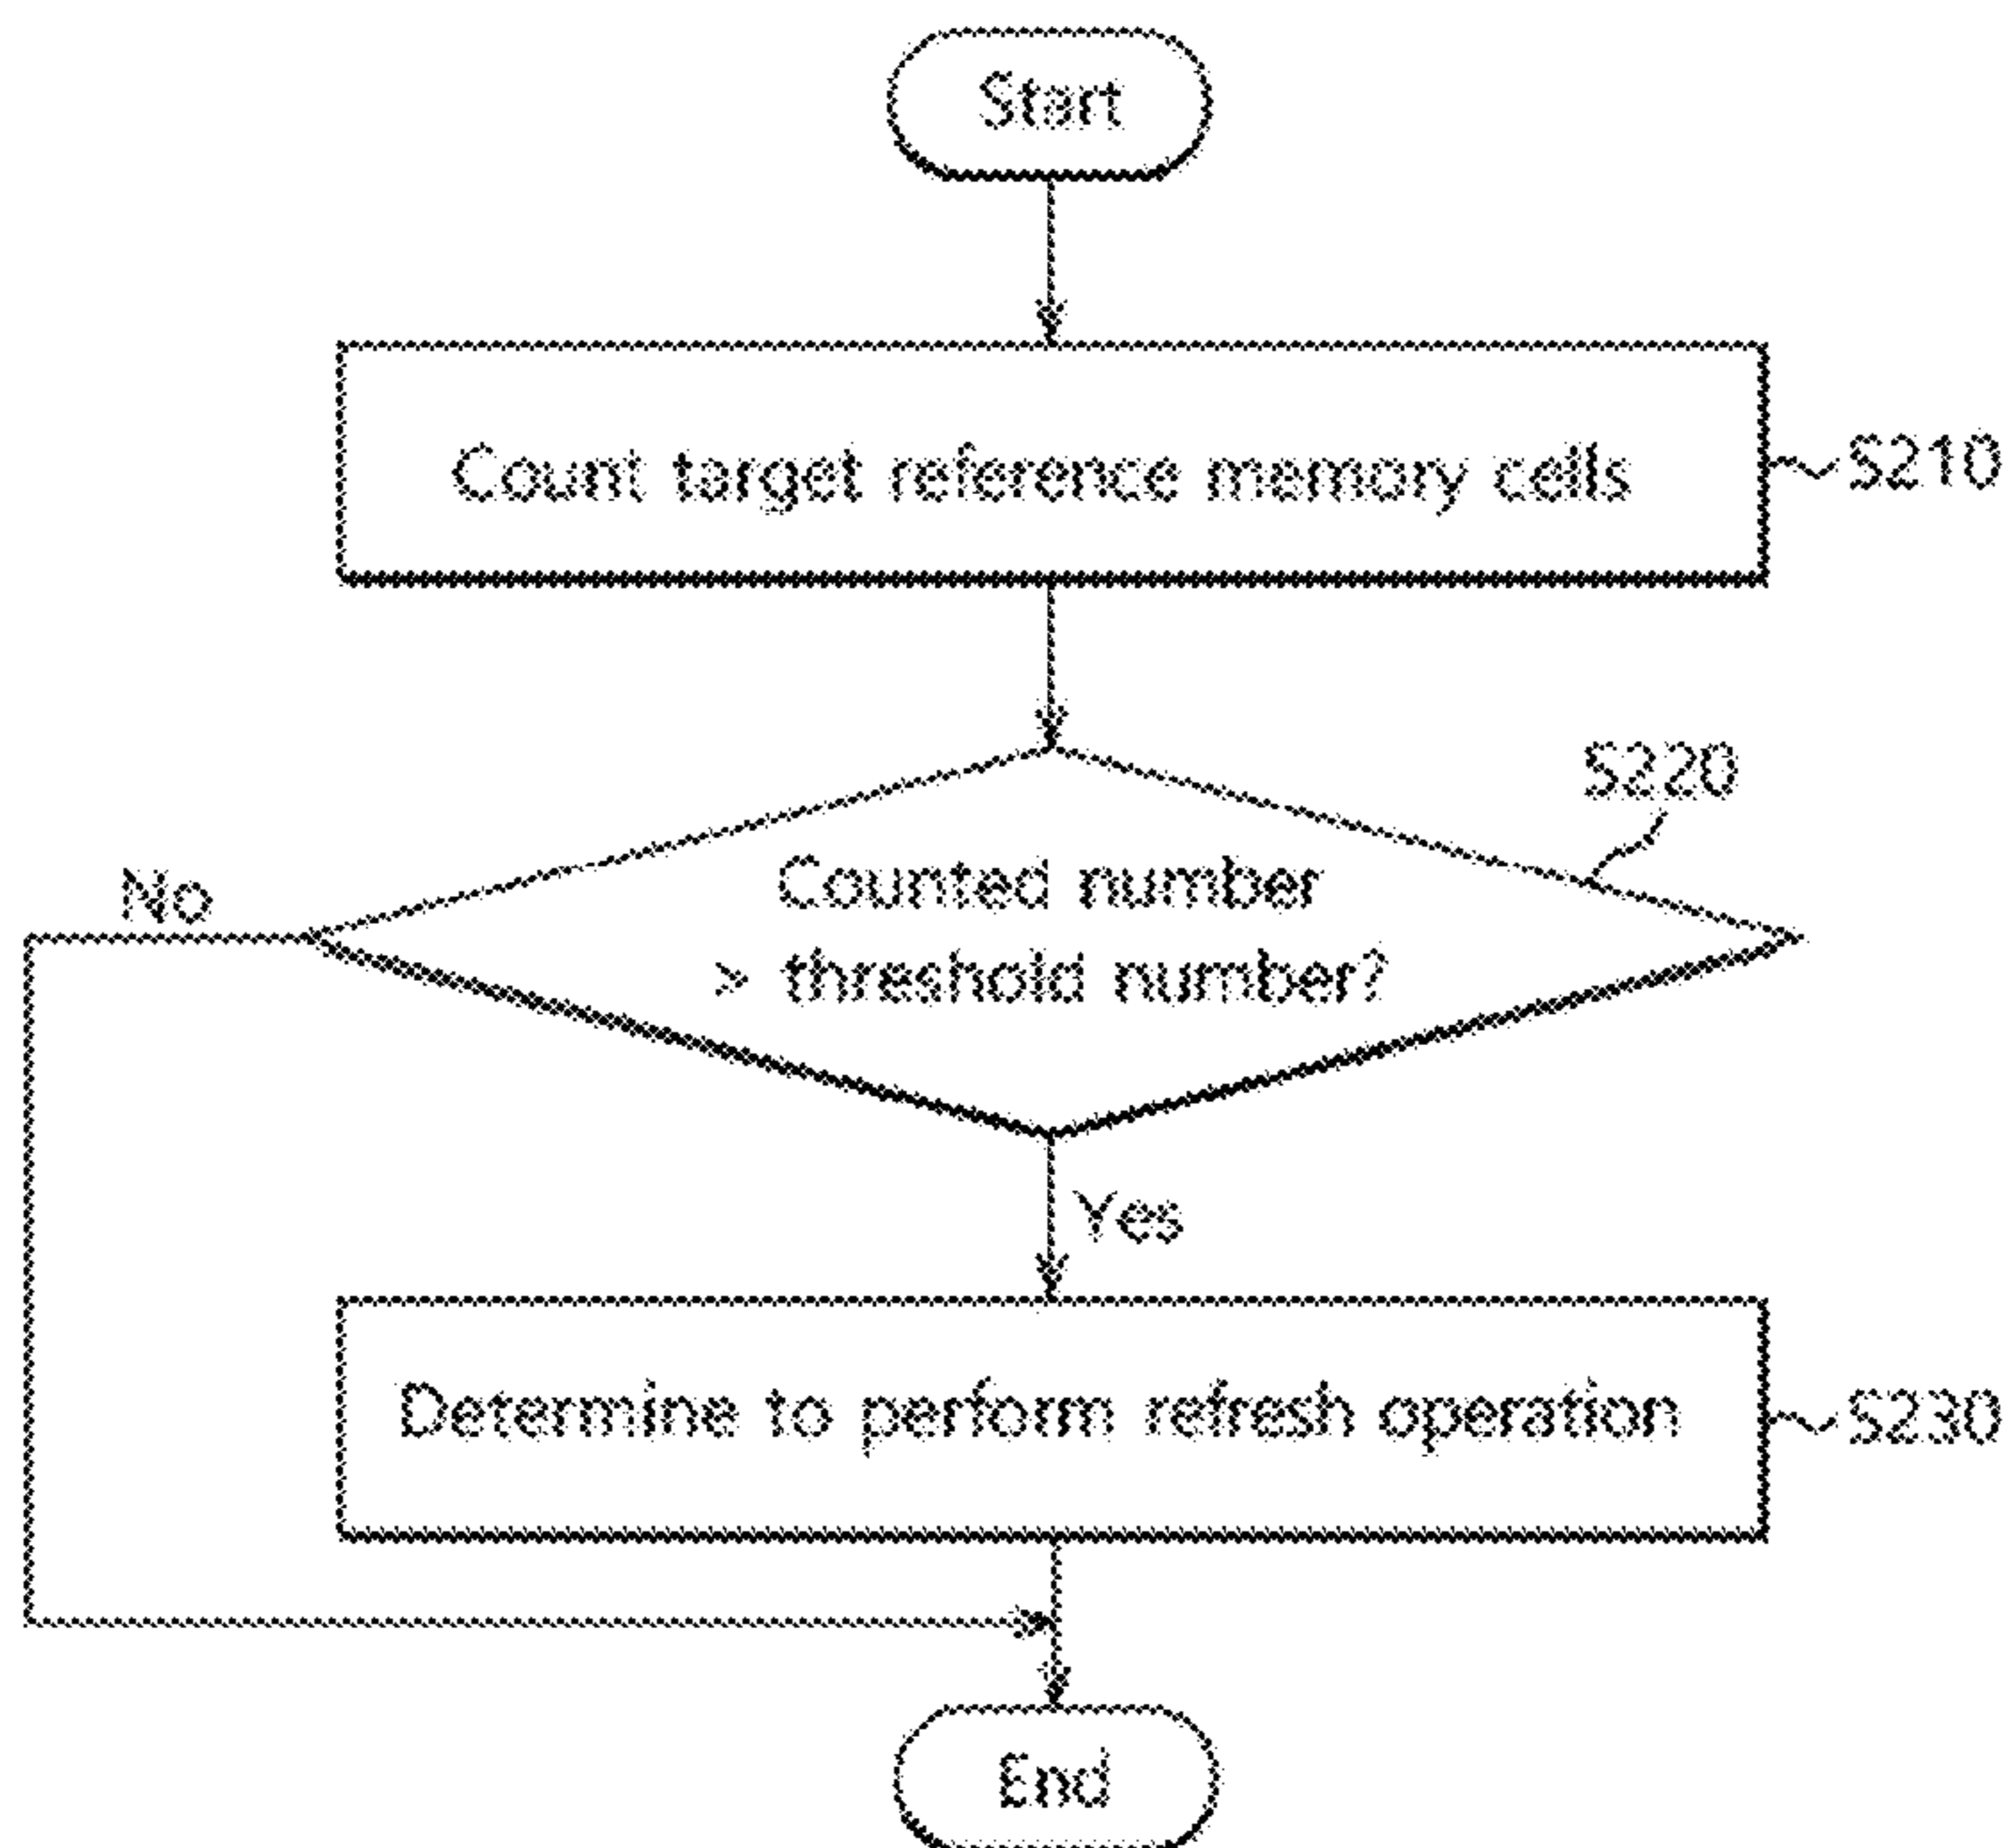 Start
Count target reference memory cells
S210
S220
Counted number
> threshold number?
No
Yes
Determine to perform refresh operation
S230
End